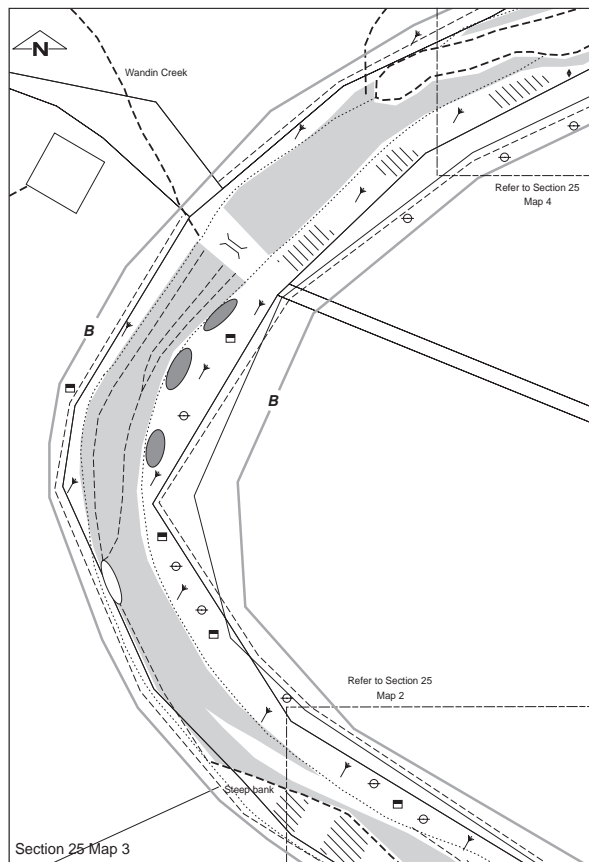 N
Wandin Creek
Refer to Section 25
Map 4
B
B
Refer to Section 25
Map 2
Steep bank
Section 25 Map 3